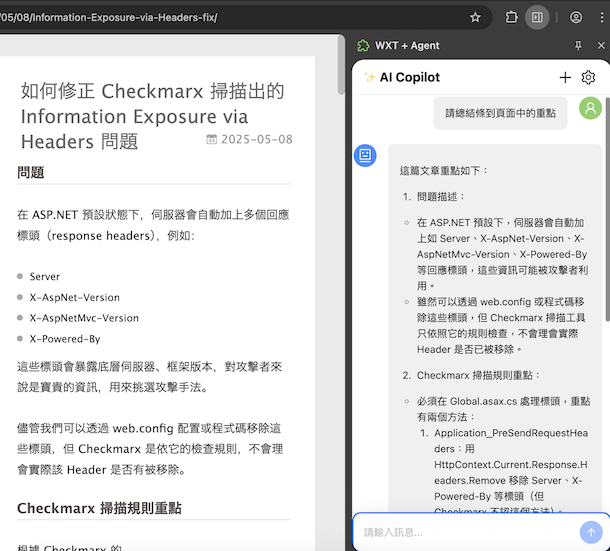 /05/08/Information-Exposure-via-Headers-fix/
如何修正 Checkmarx 掃描出的
Information Exposure via
Headers 問題
2025-05-08
問題
在 ASP.NET 預設狀態下，伺服器會自動加上多個回應
標頭（response headers），例如：
Server
X-AspNet-Version
X-AspNetMvc-Version
X-Powered-By
這些標頭會暴露底層伺服器、框架版本，對攻擊者來
說是寶貴的資訊，用來挑選攻擊手法。
儘管我們可以透過 web.config 配置或程式碼移除這
些標頭，但 Checkmarx 是依它的檢查規則，不會理
會實際該 Header 是否有被移除。
Checkmarx 掃描規則重點
根據 Checkmarx 的
WXT + Agent
AI Copilot
請總結條到頁面中的重點
這篇文章重點如下：
1. 問題描述：
在 ASP.NET 預設下，伺服器會自動加
上如 Server、X-AspNet-Version、X-
AspNetMvc-Version、X-Powered-By
等回應標頭，這些資訊可能被攻擊者利
用。
雖然可以透過 web.config 或程式碼移
除這些標頭，但 Checkmarx 掃描工具
只依照它的規則檢查，不會理會實際
Header 是否已被移除。
2. Checkmarx 掃描規則重點：
必須在 Global.asax.cs 處理標頭，重點
有兩個方法：
1. Application_PreSendRequestHea
ders：用
HttpContext.Current.Response.H
eaders.Remove 移除 Server、X-
Powered-By 等標頭（但
Checkmarx 不認這個方法）。
請輸入訊息...